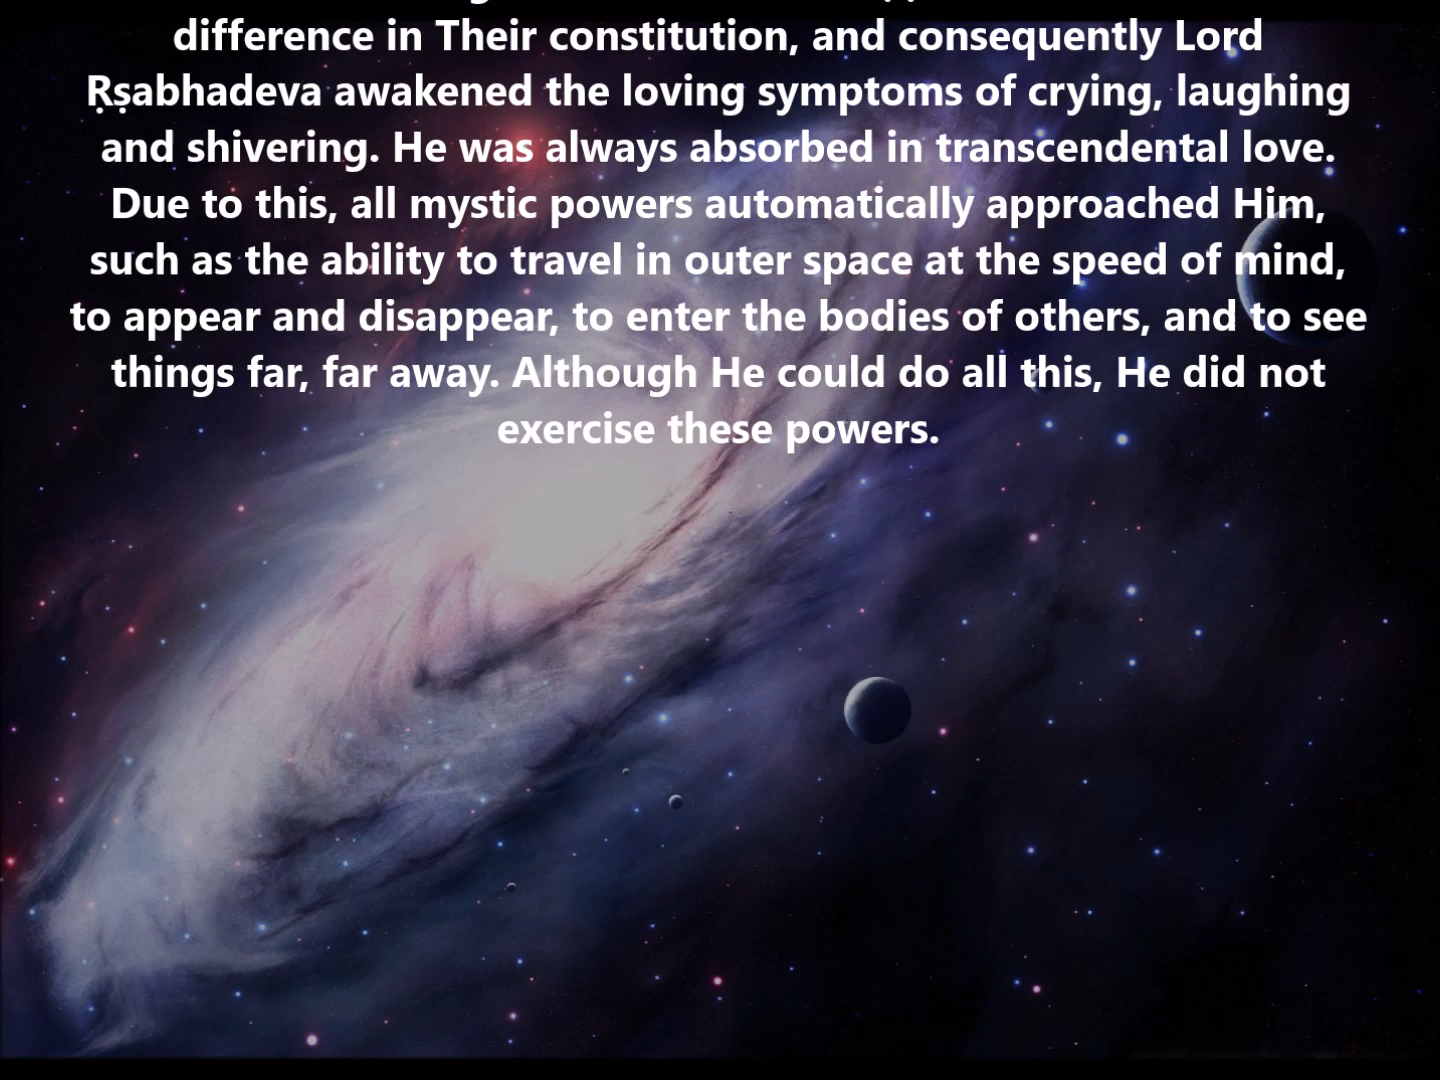 difference in Their constitution, and consequently Lord
Ṛṣabhadeva awakened the loving symptoms of crying, laughing
and shivering. He was always absorbed in transcendental love.
Due to this, all mystic powers automatically approached Him,
such as the ability to travel in outer space at the speed of mind,
to appear and disappear, to enter the bodies of others, and to see
things far, far away. Although He could do all this, He did not
exercise these powers.